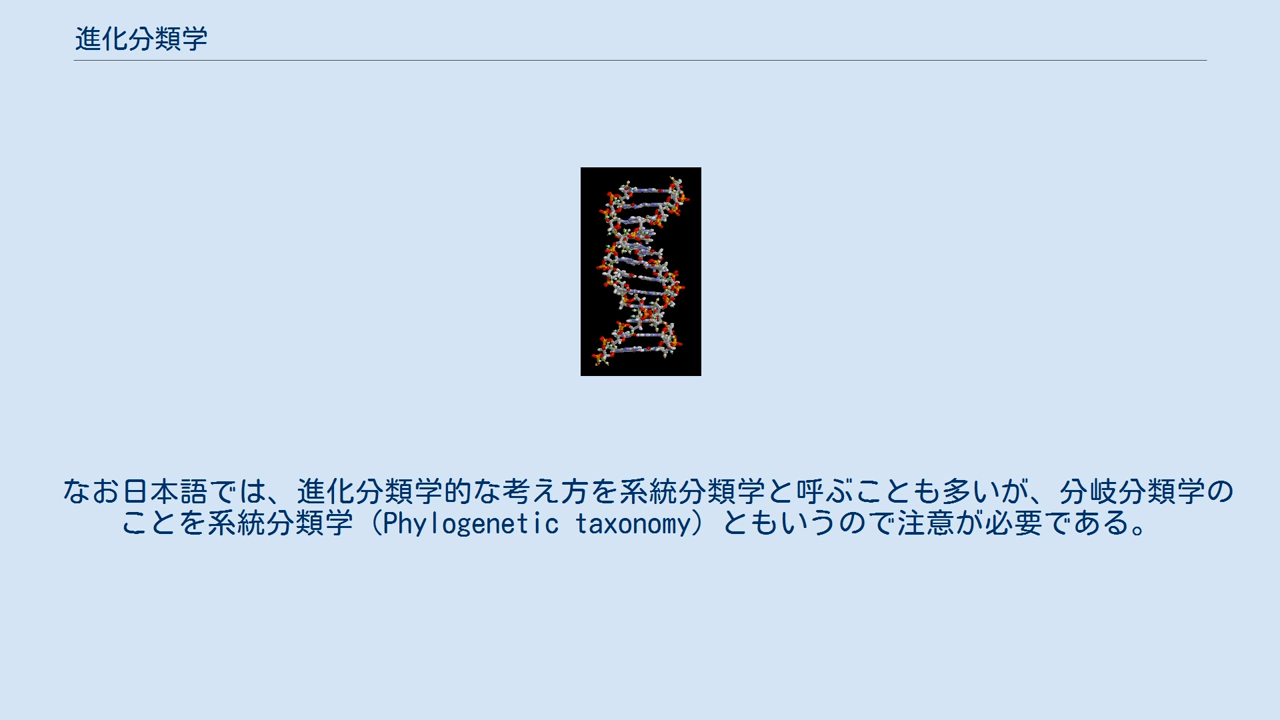 進化分類学
なお日本語では、進化分類学的な考え方を系統分類学と呼ぶことも多いが、分岐分類学の
ことを系統分類学（Phylogenetic taxonomy）ともいうので注意が必要である。